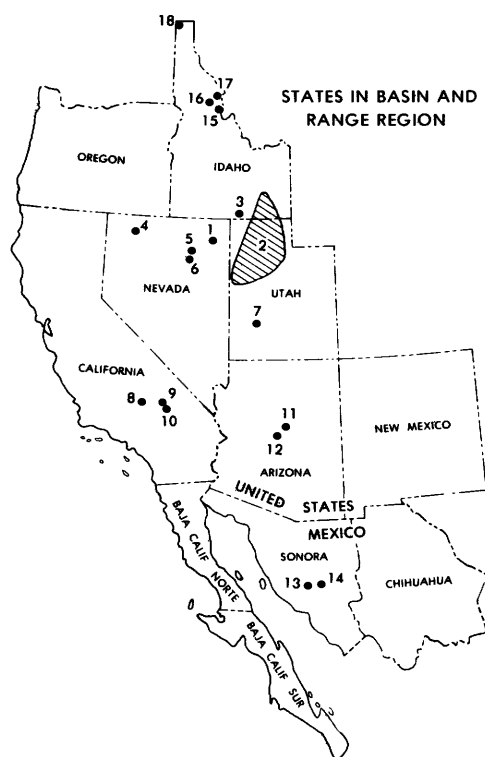 18
17
16
15
STATES IN BASIN AND
RANGE REGION
OREGON
IDAHO
3
4
5
1
6
2
NEVADA
UTAH
7
CALIFORNIA
8
9
10
11
12
NEW MEXICO
ARIZONA
UNITED STATES
MEXICO
SONORA
13
14
CHIHUAHUA
BAJA CALIF NORTE
BAJA CALIF SUR